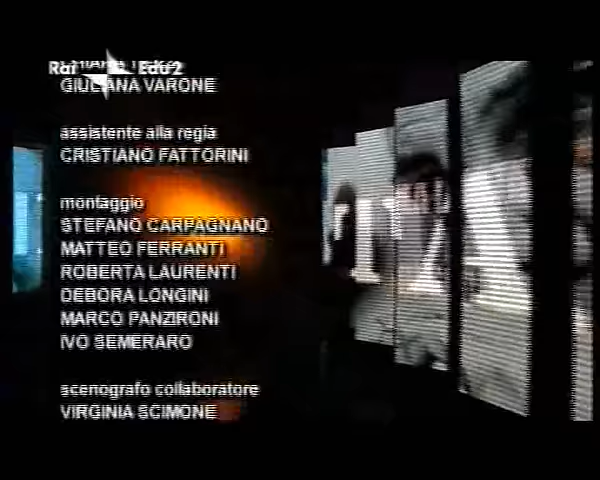 Rai Edu 2
GIULIANA VARONE
assistente alla regia
CRISTIANO FATTORINI
montaggio
STEFANO CARPAGNANO
MATTEO FERRANTI
ROBERTA LAURENTI
DEBORA LONGINI
MARCO PANZIRONI
IVO SEMERARO
scenografo collaboratore
VIRGINIA SCIMONE